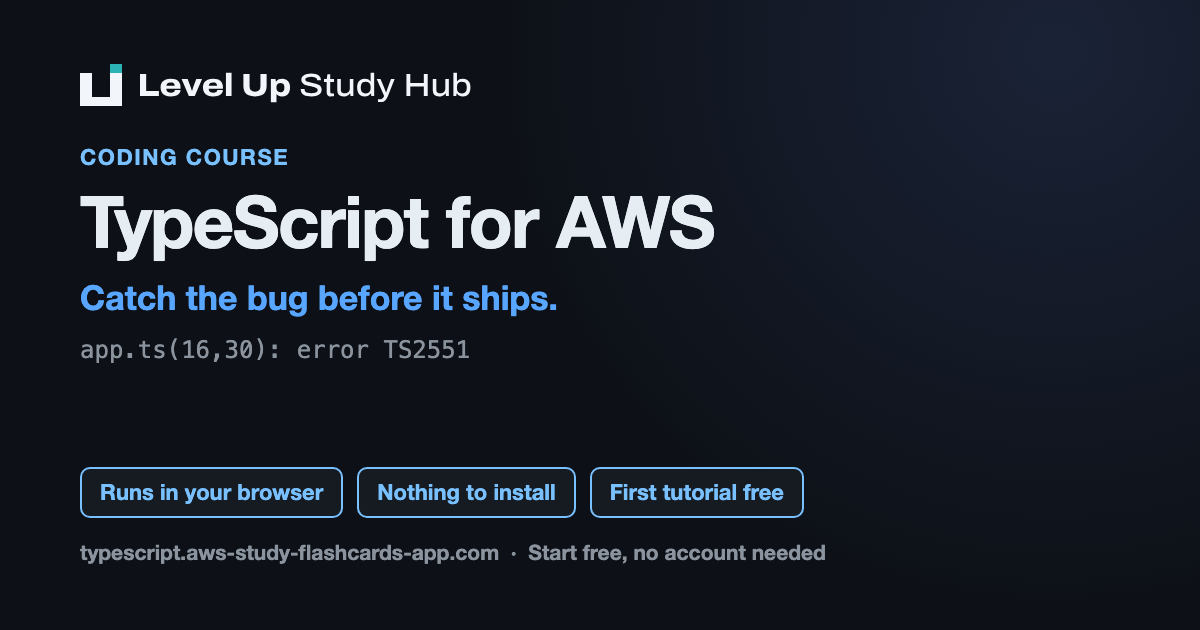 Level Up Study Hub
CODING COURSE
TypeScript for AWS
Catch the bug before it ships.
app.ts(16,30): error TS2551
Runs in your browser
Nothing to install
First tutorial free
typescript.aws-study-flashcards-app.com · Start free, no account needed